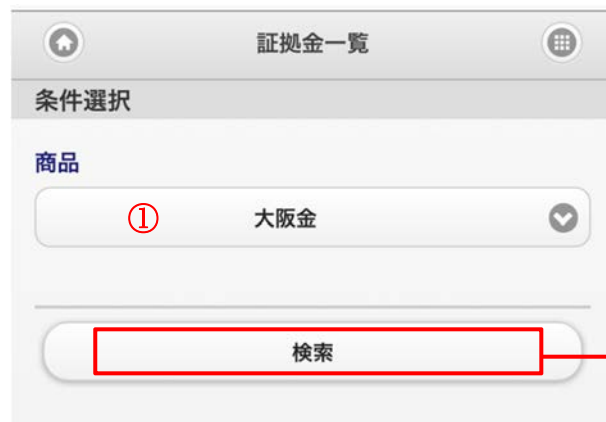 証拠金一覧
条件選択
商品
① 大阪金
検索